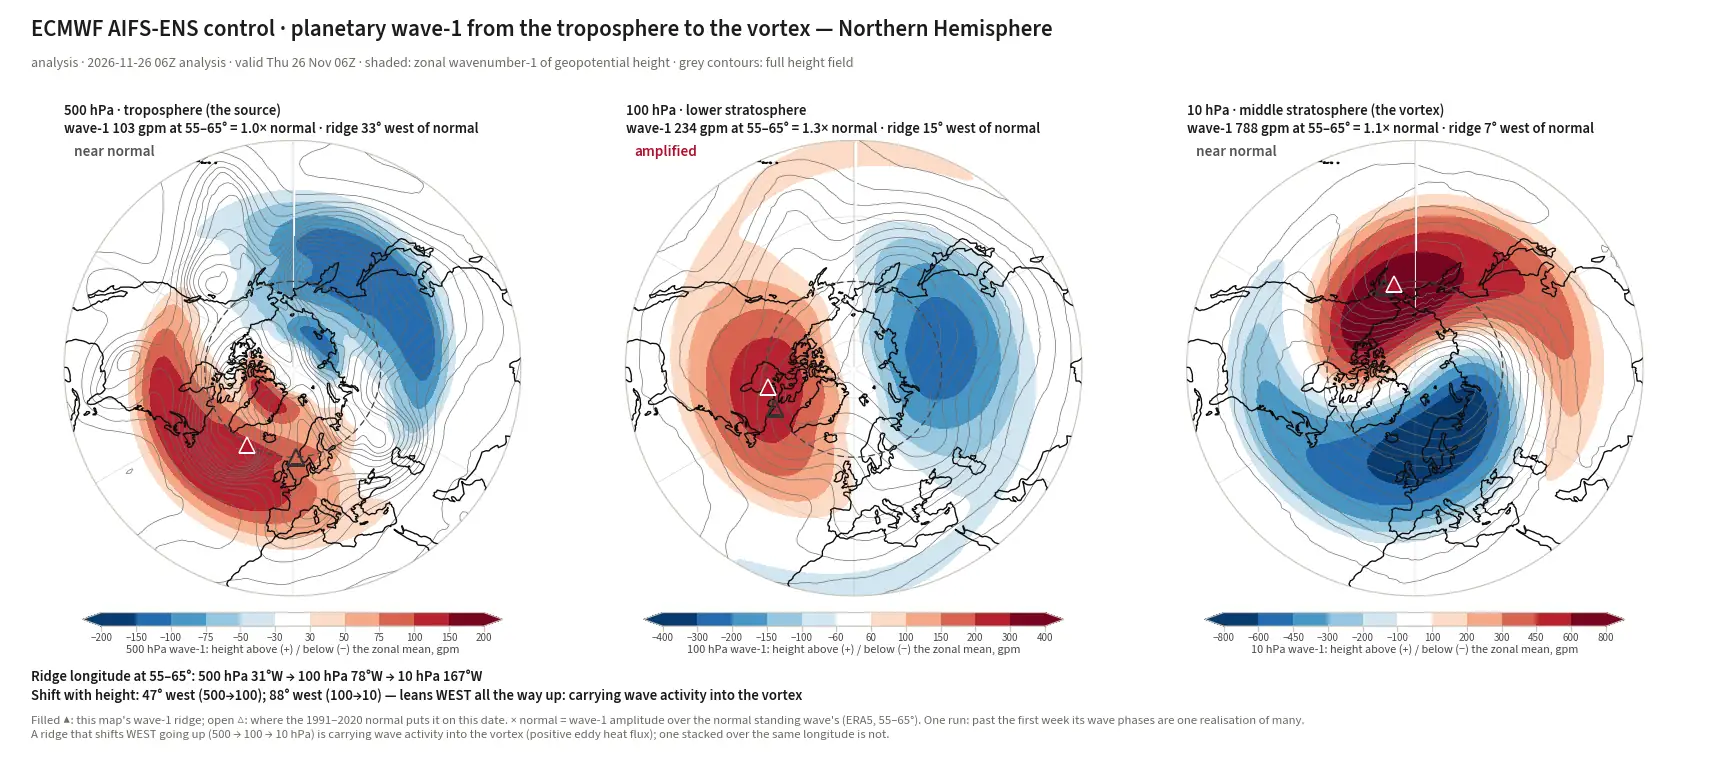 ECMWF AIFS-ENS control · planetary wave-1 from the troposphere to the vortex — Northern Hemisphere
analysis · 2026-11-26 06Z analysis · valid Thu 26 Nov 06Z · shaded: zonal wavenumber-1 of geopotential height · grey contours: full height field
500 hPa · troposphere (the source)
wave-1 103 gpm at 55–65° = 1.0× normal · ridge 33° west of normal
near normal
100 hPa · lower stratosphere
wave-1 234 gpm at 55–65° = 1.3× normal · ridge 15° west of normal
amplified
10 hPa · middle stratosphere (the vortex)
wave-1 788 gpm at 55–65° = 1.1× normal · ridge 7° west of normal
near normal
−200 −150 −100 −75 −50 −30 30 50 75 100 150 200
500 hPa wave-1: height above (+) / below (−) the zonal mean, gpm
−400 −300 −200 −150 −100 −60 60 100 150 200 300 400
100 hPa wave-1: height above (+) / below (−) the zonal mean, gpm
−800 −600 −450 −300 −200 −100 100 200 300 450 600 800
10 hPa wave-1: height above (+) / below (−) the zonal mean, gpm
Ridge longitude at 55–65°: 500 hPa 31°W → 100 hPa 78°W → 10 hPa 167°W
Shift with height: 47° west (500→100); 88° west (100→10) — leans WEST all the way up: carrying wave activity into the vortex
Filled ▲: this map's wave-1 ridge; open △: where the 1991–2020 normal puts it on this date. × normal = wave-1 amplitude over the normal standing wave's (ERA5, 55–65°). One run: past the first week its wave phases are one realisation of many.
A ridge that shifts WEST going up (500 → 100 → 10 hPa) is carrying wave activity into the vortex (positive eddy heat flux); one stacked over the same longitude is not.